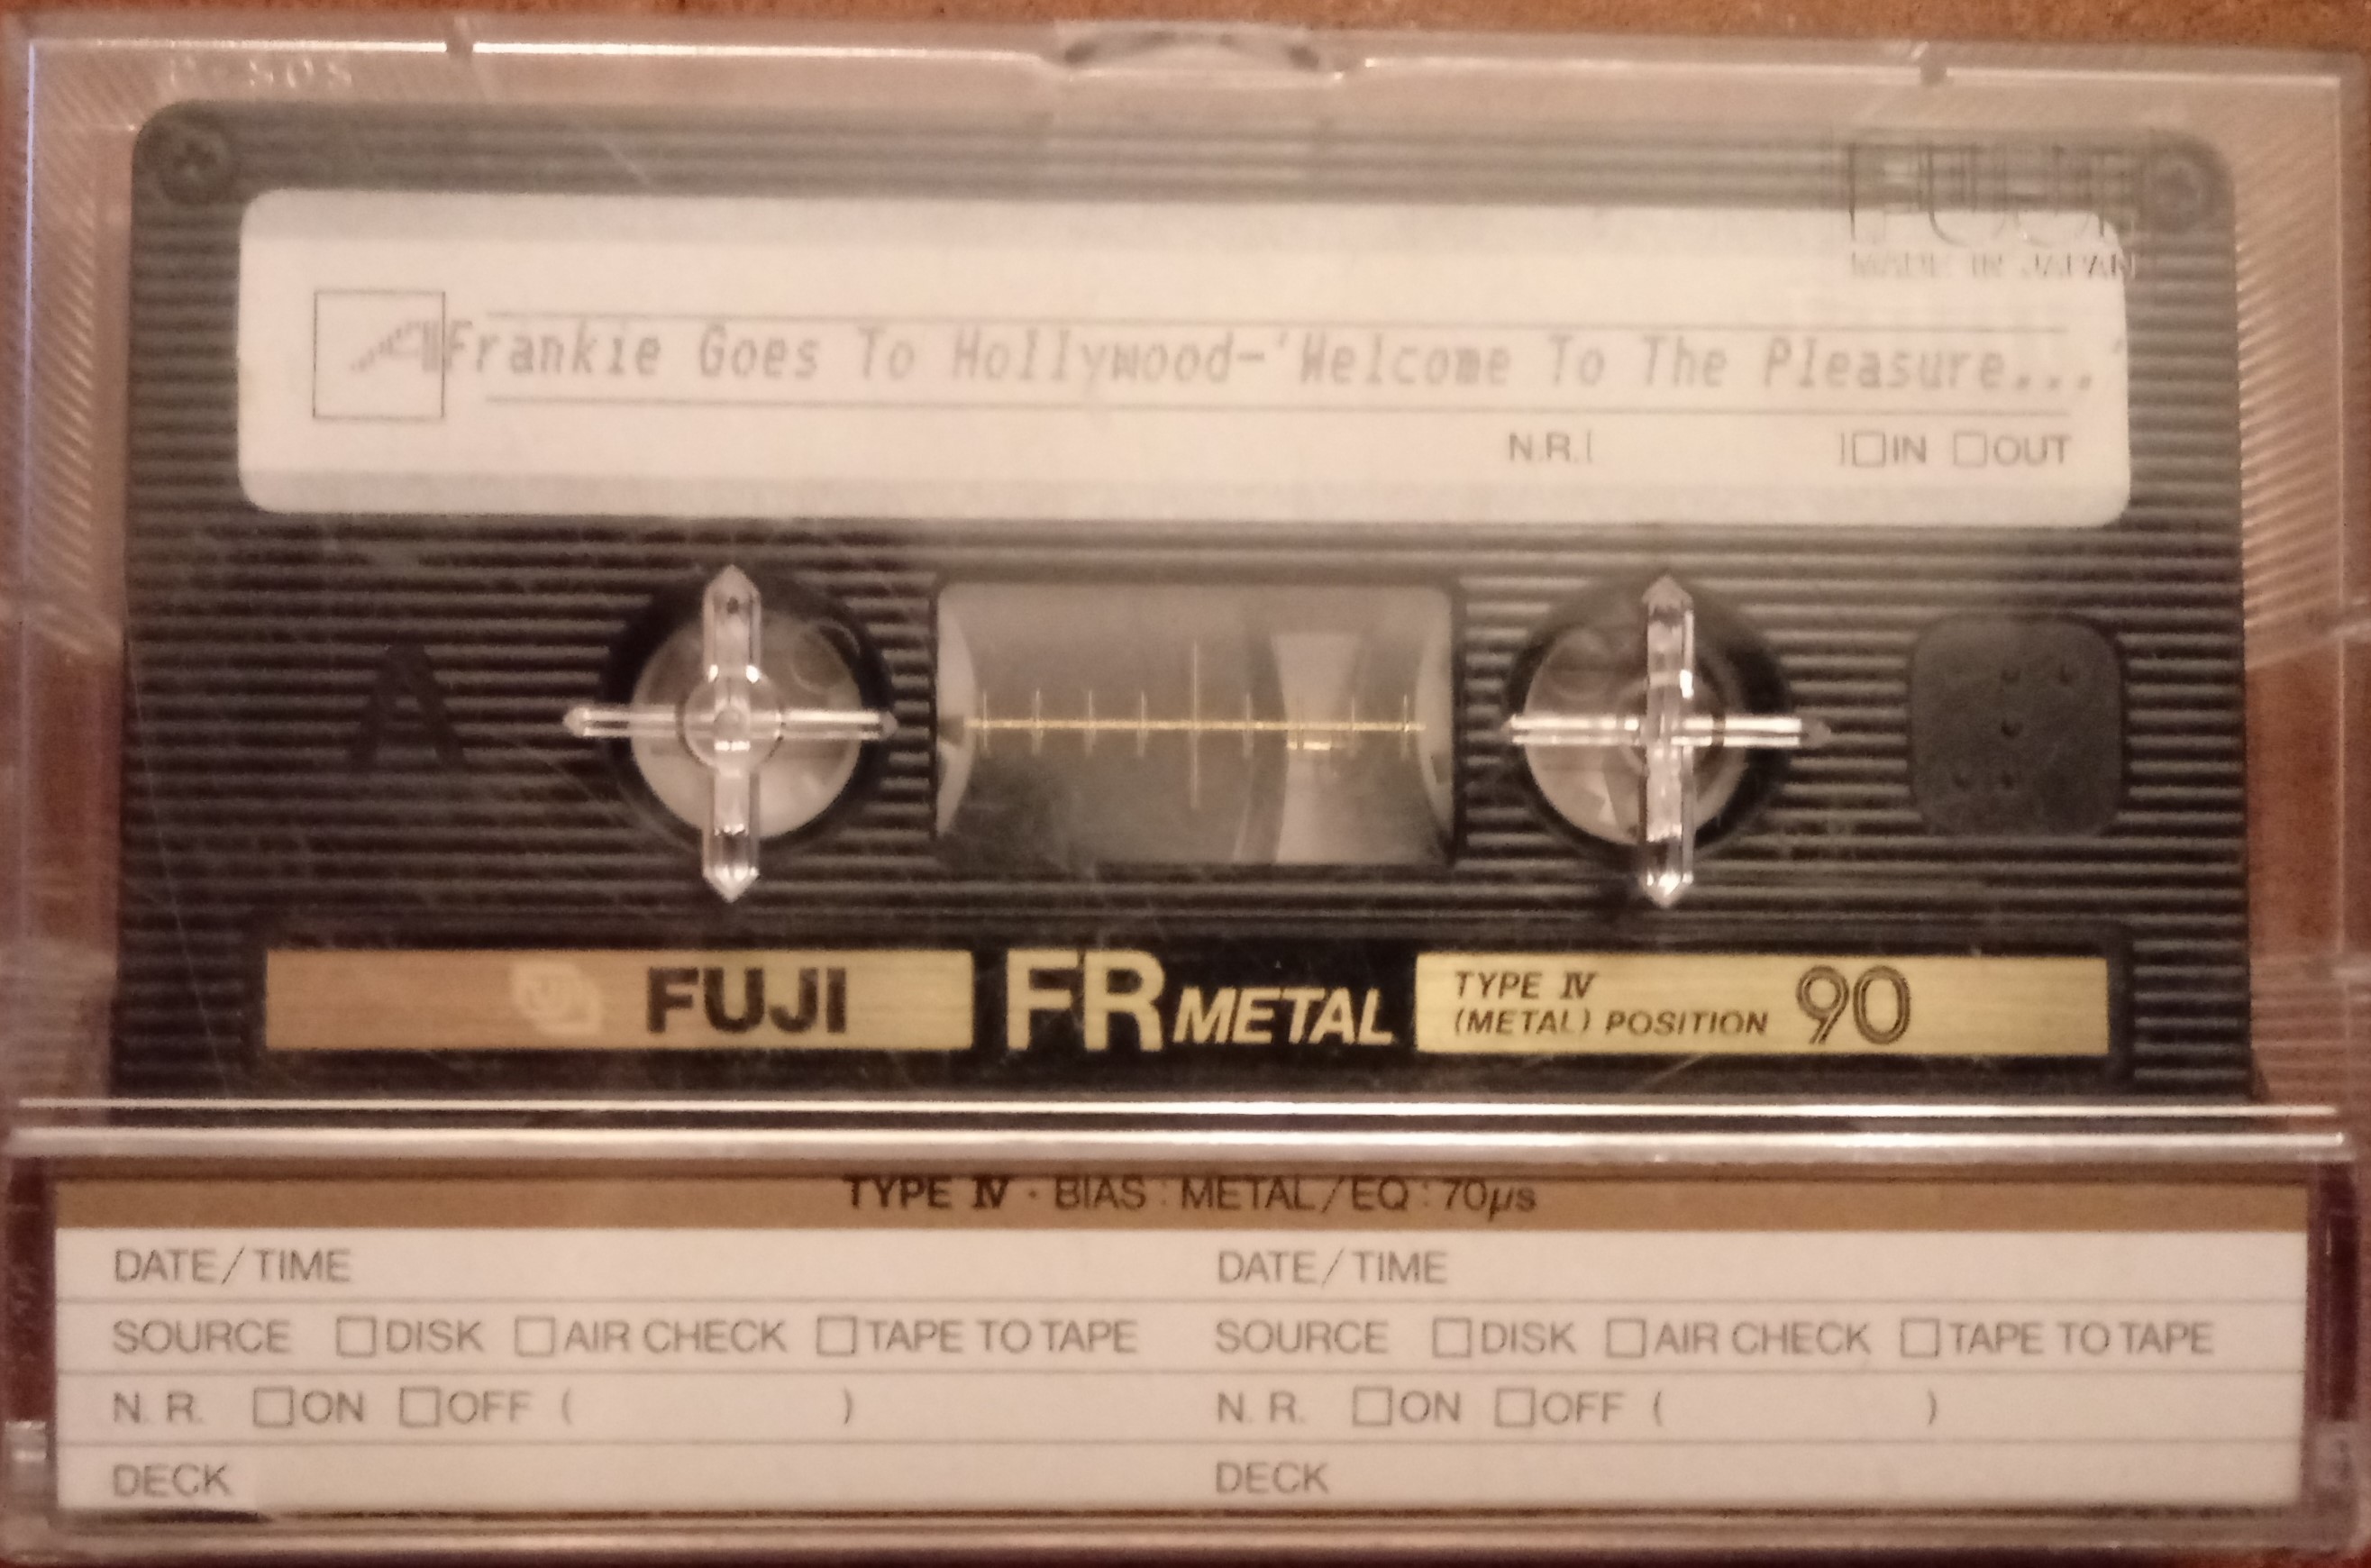 FUJI
MADE IN JAPAN
A Frankie Goes To Hollywood-'Welcome To The Pleasure...'
N.R.( ) □IN □OUT
A
FUJI FR METAL TYPE IV (METAL) POSITION 90
TYPE IV · BIAS : METAL/EQ : 70µs
DATE/TIME DATE/TIME
SOURCE □DISK □AIR CHECK □TAPE TO TAPE SOURCE □DISK □AIR CHECK □TAPE TO TAPE
N. R. □ON □OFF ( ) N. R. □ON □OFF ( )
DECK DECK